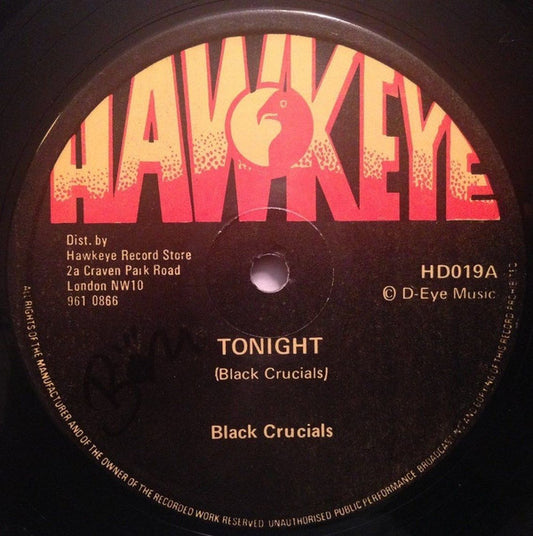 HAWKEYE
Dist. by
Hawkeye Record Store
2a Craven Park Road
London NW10
961 0866
HD019A
© D-Eye Music
TONIGHT
(Black Crucials)
Black Crucials
ALL RIGHTS OF THE MANUFACTURER AND OF THE OWNER OF THE RECORDED WORK RESERVED UNAUTHORISED PUBLIC PERFORMANCE BROADCASTING AND COPYING OF THIS RECORD PROHIBITED